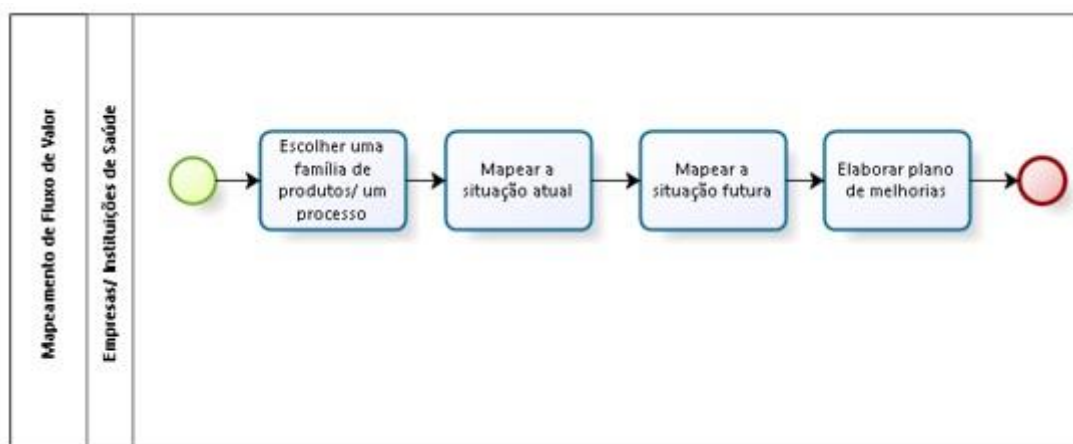 Mapeamento de Fluxo de Valor
Empresas/ Instituições de Saúde
Escolher uma
família de
produtos/ um
processo
Mapear a
situação atual
Mapear a
situação futura
Elaborar plano
de melhorias